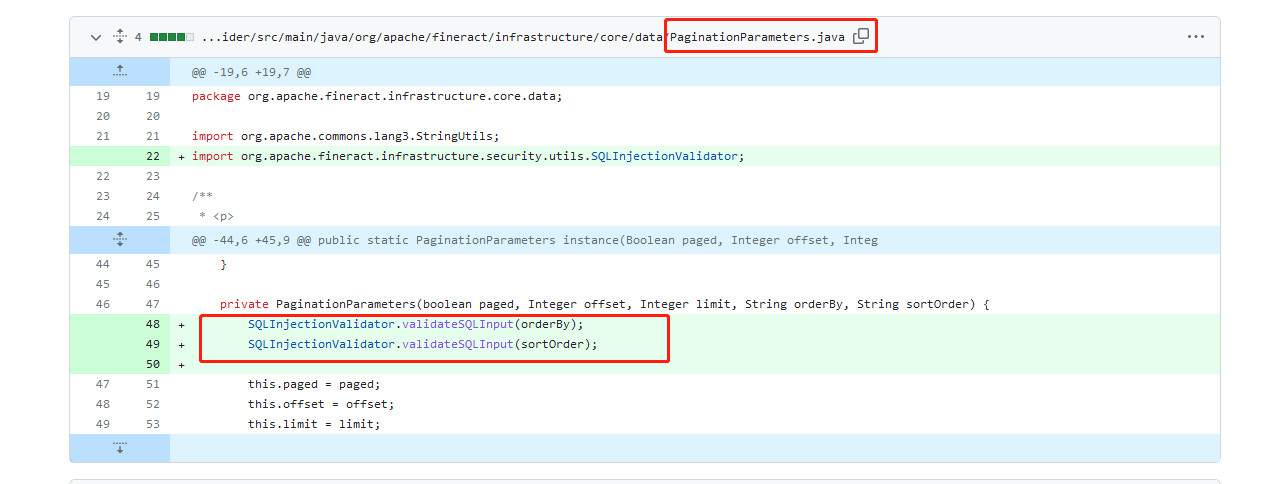 4 ...ider/src/main/java/org/apache/fineract/infrastructure/core/data/PaginationParameters.java ...
@@ -19,6 +19,7 @@
19 19 package org.apache.fineract.infrastructure.core.data;
20 20
21 21 import org.apache.commons.lang3.StringUtils;
22 + import org.apache.fineract.infrastructure.security.utils.SQLInjectionValidator;
22 23
23 24 /**
24 25 * <p>
@@ -44,6 +45,9 @@ public static PaginationParameters instance(Boolean paged, Integer offset, Integ
44 45 }
45 46
46 47 private PaginationParameters(boolean paged, Integer offset, Integer limit, String orderBy, String sortOrder) {
48 + SQLInjectionValidator.validateSQLInput(orderBy);
49 + SQLInjectionValidator.validateSQLInput(sortOrder);
50 +
47 51 this.paged = paged;
48 52 this.offset = offset;
49 53 this.limit = limit;